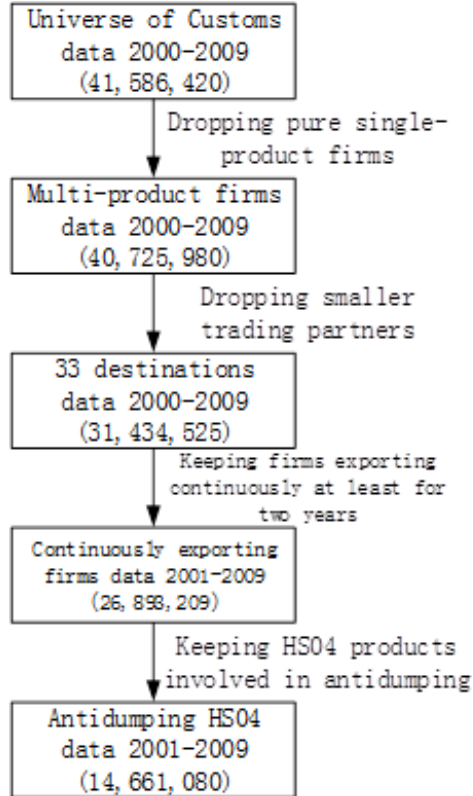 Universe of Customs
data 2000-2009
(41, 586, 420)
Dropping pure single-
product firms
Multi-product firms
data 2000-2009
(40, 725, 980)
Dropping smaller
trading partners
33 destinations
data 2000-2009
(31, 434, 525)
Keeping firms exporting
continuously at least for
two years
Continuously exporting
firms data 2001-2009
(26, 893, 209)
Keeping HS04 products
involved in antidumping
Antidumping HS04
data 2001-2009
(14, 661, 080)